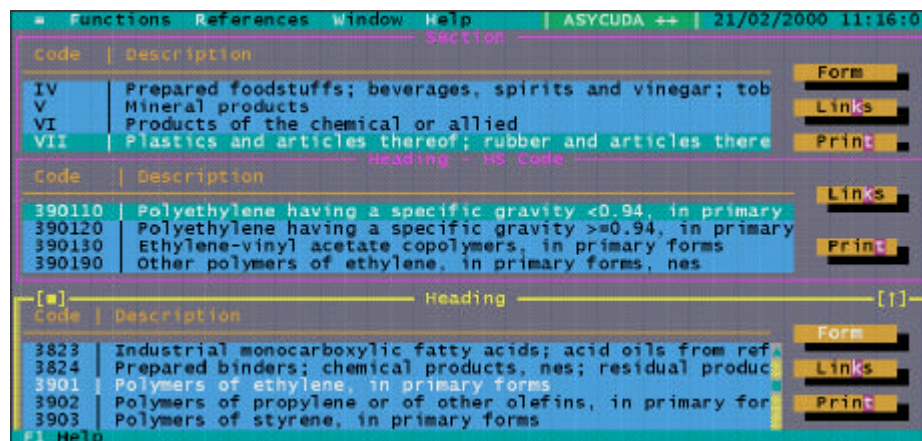 ≡ Functions References Window Help | ASYCUDA ++ | 21/02/2000 11:16:0
Section
Code | Description
Form
IV | Prepared foodstuffs; beverages, spirits and vinegar; tob
V | Mineral products
Links
VI | Products of the chemical or allied
VII | Plastics and articles thereof; rubber and articles there
Print
Heading - HS Code
Code | Description
Links
390110 | Polyethylene having a specific gravity <0.94, in primary
390120 | Polyethylene having a specific gravity >=0.94, in primary
390130 | Ethylene-vinyl acetate copolymers, in primary forms
Print
390190 | Other polymers of ethylene, in primary forms, nes
[■] Heading [↑]
Code | Description
Form
3823 | Industrial monocarboxylic fatty acids; acid oils from ref
3824 | Prepared binders; chemical products, nes; residual produc
Links
3901 | Polymers of ethylene, in primary forms
3902 | Polymers of propylene or of other olefins, in primary for
Print
3903 | Polymers of styrene, in primary forms
F1 Help